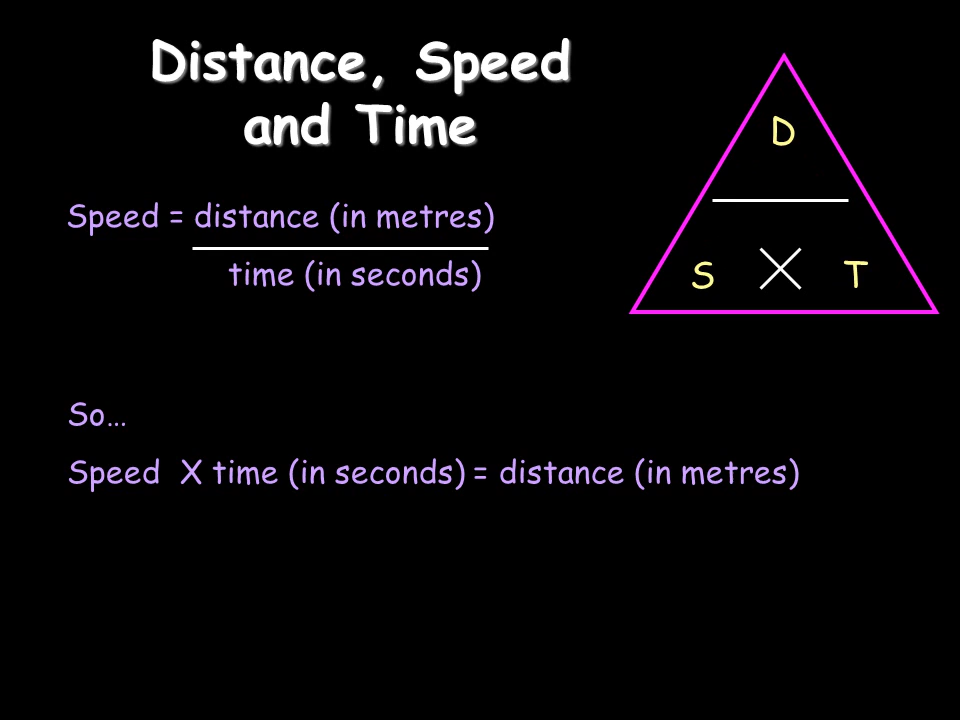 Distance, Speed
and Time
D
S X T
Speed = distance (in metres)
time (in seconds)
So…
Speed X time (in seconds) = distance (in metres)